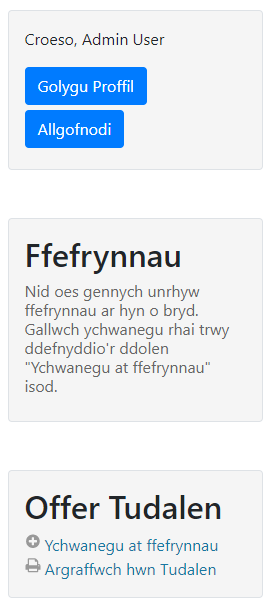 Croeso, Admin User
Golygu Proffil
Allgofnodi
Ffefrynnau
Nid oes gennych unrhyw
ffefrynnau ar hyn o bryd.
Gallwch ychwanegu rhai trwy
ddefnyddio'r ddolen
"Ychwanegu at ffefrynnau"
isod.
Offer Tudalen
Ychwanegu at ffefrynnau
Argraffwch hwn Tudalen